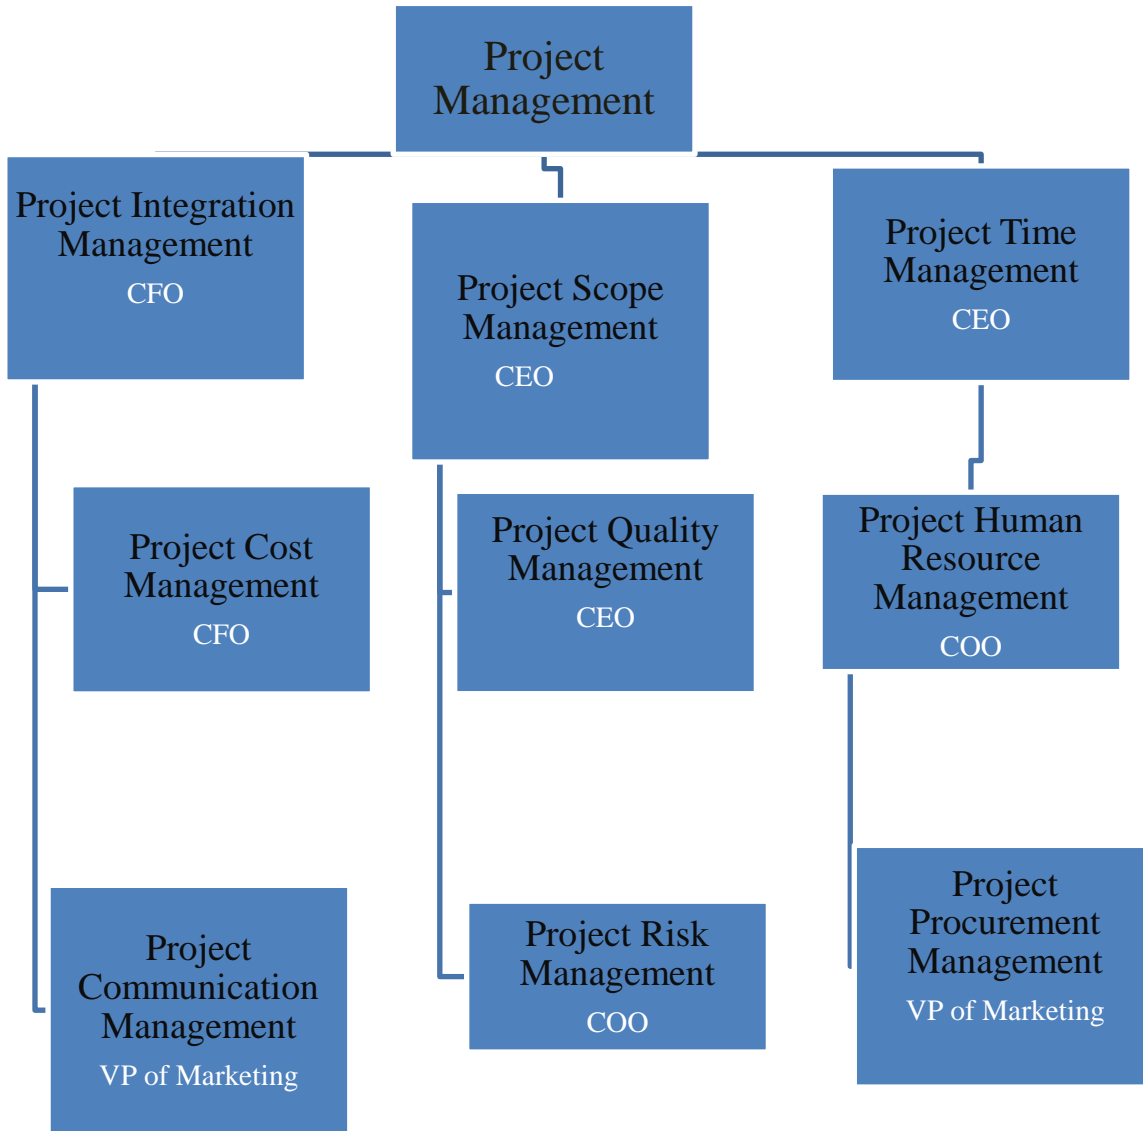 Project
Management
Project Integration
Management
CFO
Project Scope
Management
CEO
Project Time
Management
CEO
Project Cost
Management
CFO
Project Quality
Management
CEO
Project Human
Resource
Management
COO
Project
Communication
Management
VP of Marketing
Project Risk
Management
COO
Project
Procurement
Management
VP of Marketing